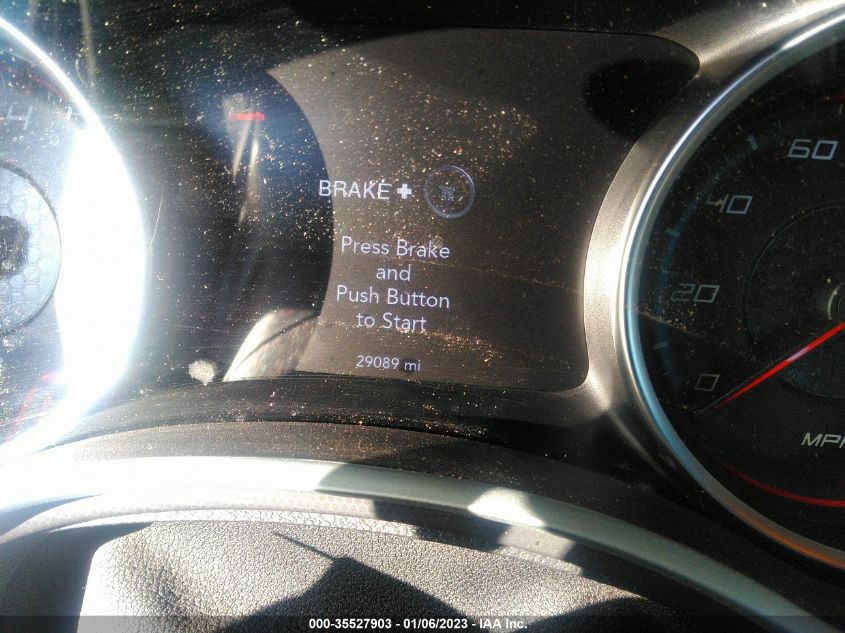 4
BRAKE +
Press Brake
and
Push Button
to Start
29089 mi
60
40
20
0
000-35527903 - 01/06/2023 - IAA Inc.